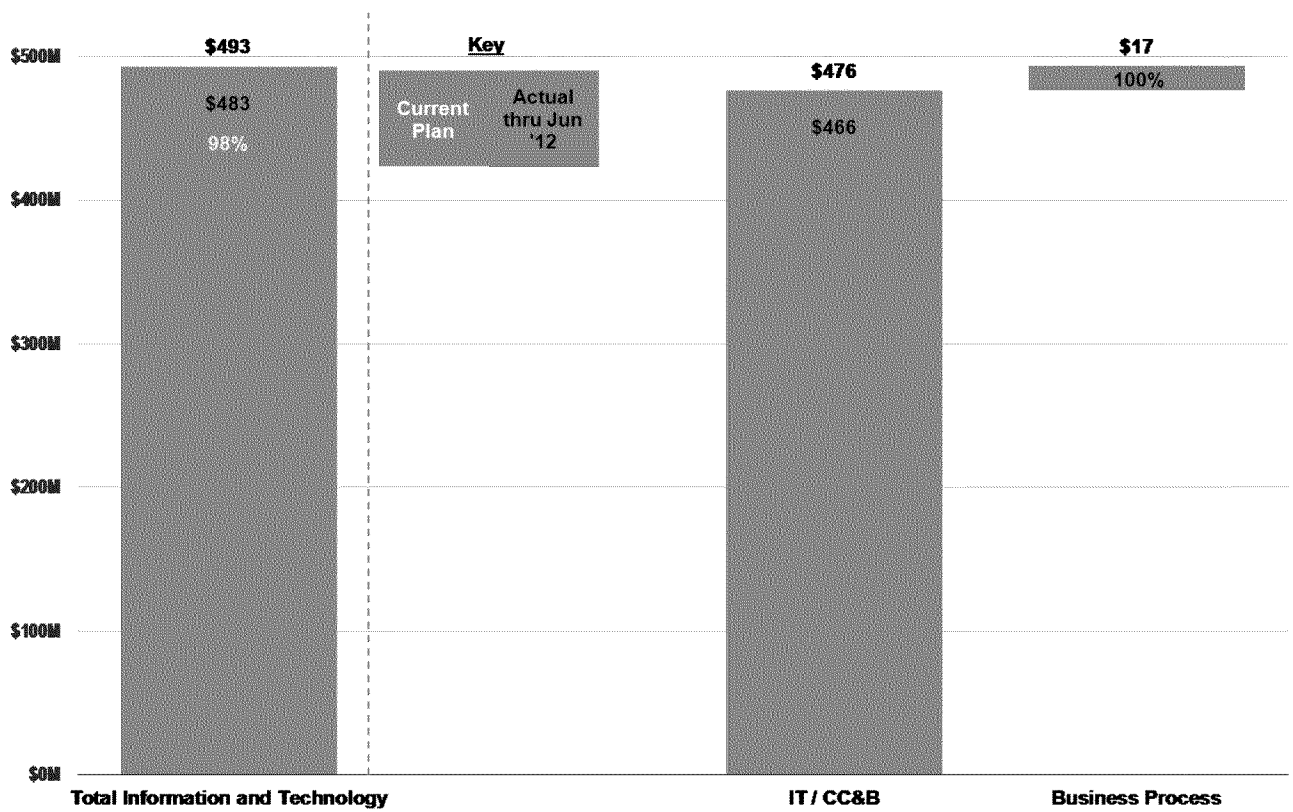 $500M
$400M
$300M
$200M
$100M
$0M
$493
$483
98%
Key
Current
Plan
Actual
thru Jun
'12
$476
$466
$17
100%
Total Information and Technology
IT / CC&B
Business Process